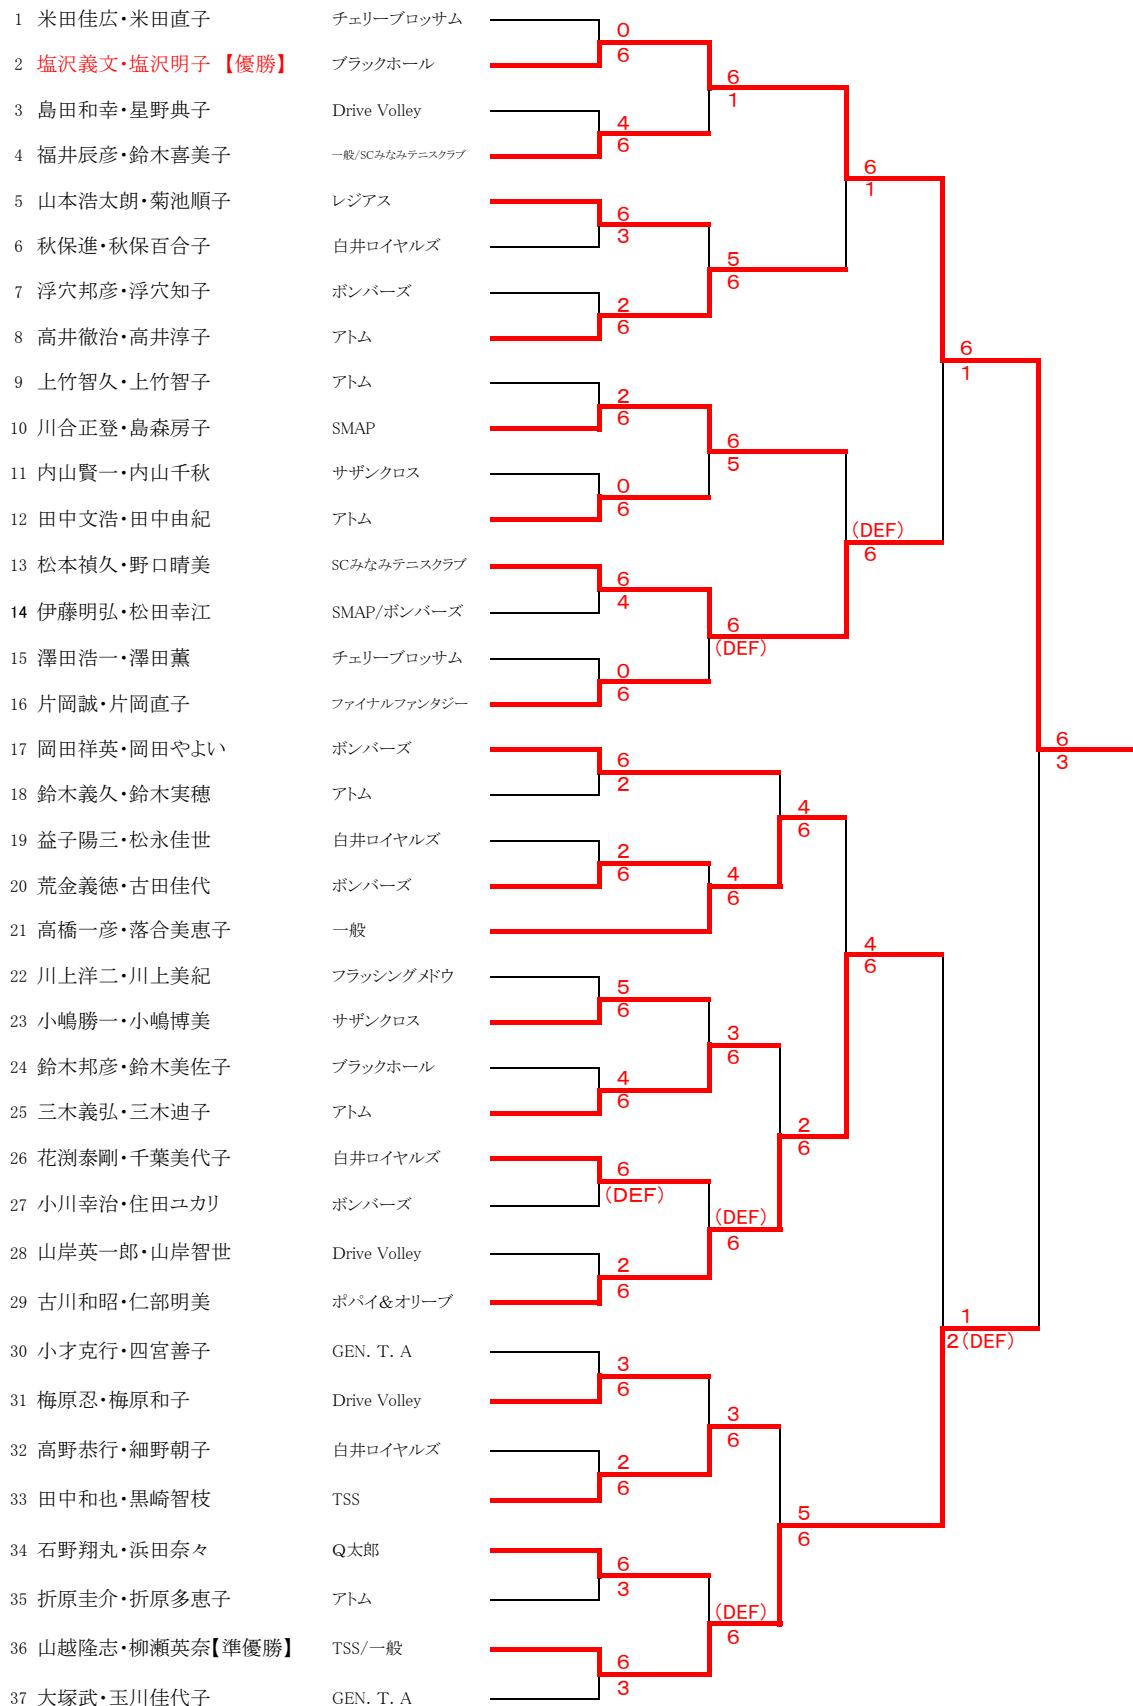 1 米田佳広・米田直子 チェリーブロッサム
0
2 塩沢義文・塩沢明子 【優勝】 ブラックホール 6
6
1
3 島田和幸・星野典子 Drive Volley
4
4 福井辰彦・鈴木喜美子 一般/SCみなみテニスクラブ 6
6
1
5 山本浩太朗・菊池順子 レジアス
6
6 秋保進・秋保百合子 白井ロイヤルズ 3
5
6
7 浮穴邦彦・浮穴知子 ボンバーズ
2
8 高井徹治・高井淳子 アトム 6
6
1
9 上竹智久・上竹智子 アトム
2
10 川合正登・島森房子 SMAP 6
6
5
11 内山賢一・内山千秋 サザンクロス
0
12 田中文浩・田中由紀 アトム 6
(DEF)
6
13 松本禎久・野口晴美 SCみなみテニスクラブ
6
14 伊藤明弘・松田幸江 SMAP/ボンバーズ 4
6
(DEF)
15 澤田浩一・澤田薫 チェリーブロッサム
0
16 片岡誠・片岡直子 ファイナルファンタジー 6
6
3
17 岡田祥英・岡田やよい ボンバーズ
6
18 鈴木義久・鈴木実穂 アトム 2
4
6
19 益子陽三・松永佳世 白井ロイヤルズ
2
20 荒金義徳・古田佳代 ボンバーズ 6
4
6
21 高橋一彦・落合美恵子 一般
4
6
22 川上洋二・川上美紀 フラッシングメドウ
5
23 小嶋勝一・小嶋博美 サザンクロス 6
3
6
24 鈴木邦彦・鈴木美佐子 ブラックホール
4
25 三木義弘・三木迪子 アトム 6
2
6
26 花渕泰剛・千葉美代子 白井ロイヤルズ
6
27 小川幸治・住田ユカリ ボンバーズ (DEF)
(DEF)
6
28 山岸英一郎・山岸智世 Drive Volley
2
29 古川和昭・仁部明美 ポパイ&オリーブ 6
1
2(DEF)
30 小才克行・四宮善子 GEN. T. A
3
31 梅原忍・梅原和子 Drive Volley 6
3
6
32 高野恭行・細野朝子 白井ロイヤルズ
2
33 田中和也・黒崎智枝 TSS 6
5
6
34 石野翔丸・浜田奈々 Q太郎
6
35 折原圭介・折原多恵子 アトム 3
(DEF)
6
36 山越隆志・柳瀬英奈【準優勝】 TSS/一般
6
37 大塚武・玉川佳代子 GEN. T. A 3